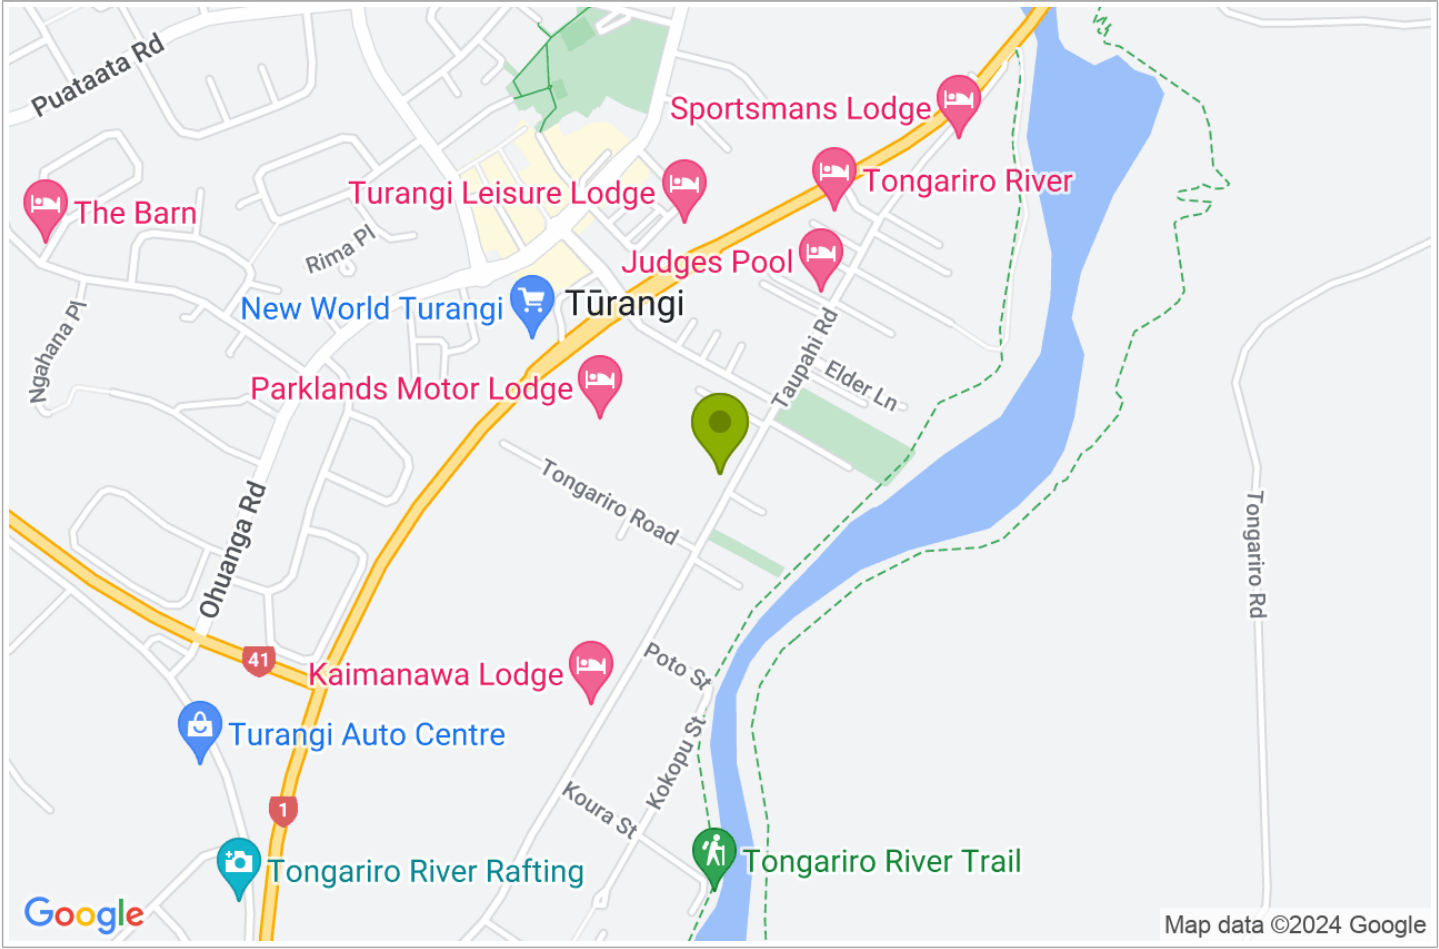 Puataata Rd
Sportsmans Lodge
Turangi Leisure Lodge
Tongariro River
The Barn
Rima Pl
Judges Pool
New World Turangi
Tūrangi
Ngahana Pl
Taupahi Rd
Elder Ln
Parklands Motor Lodge
Tongariro Road
Ohuanga Rd
Tongariro Rd
41
Kaimanawa Lodge
Poto St
Turangi Auto Centre
Kokopu St
1
Koura St
Tongariro River Trail
Tongariro River Rafting
Google
Map data ©2024 Google